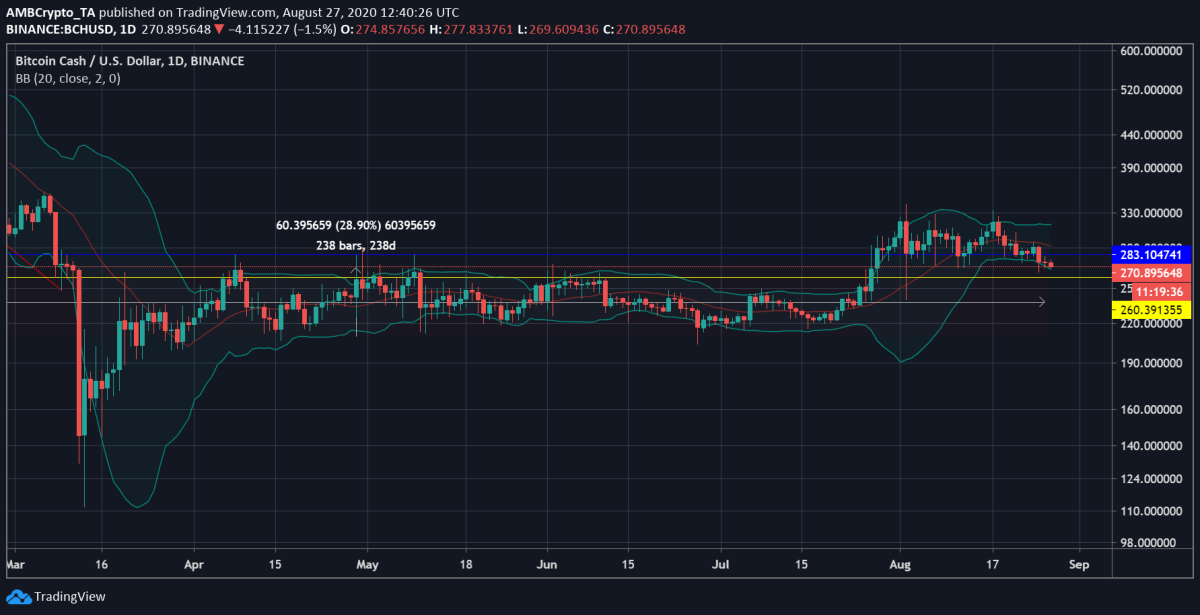 AMBCrypto_TA published on TradingView.com, August 27, 2020 12:40:26 UTC
BINANCE:BCHUSD, 1D 270.895648 ▼ −4.115227 (−1.5%) O:274.857656 H:277.833761 L:269.609436 C:270.895648
Bitcoin Cash / U.S. Dollar, 1D, BINANCE
BB (20, close, 2, 0)
600.000000
520.000000
440.000000
390.000000
330.000000
60.395659 (28.90%) 60395659
238 bars, 238d
283.104741
270.895648
11:19:36
260.391355
220.000000
190.000000
160.000000
140.000000
124.000000
110.000000
98.000000
Mar 16 Apr 15 May 18 Jun 15 Jul 15 Aug 17 Sep
TradingView